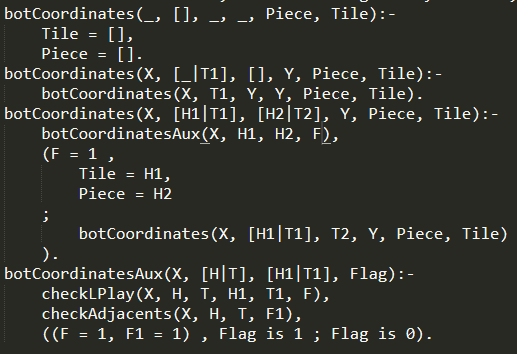 botCoordinates(_, [], _, _, Piece, Tile):-
    Tile = [],
    Piece = [].
botCoordinates(X, [_|T1], [], Y, Piece, Tile):-
    botCoordinates(X, T1, Y, Y, Piece, Tile).
botCoordinates(X, [H1|T1], [H2|T2], Y, Piece, Tile):-
    botCoordinatesAux(X, H1, H2, F),
    (F = 1 ,
        Tile = H1,
        Piece = H2
    ;
        botCoordinates(X, [H1|T1], T2, Y, Piece, Tile)
    ).
botCoordinatesAux(X, [H|T], [H1|T1], Flag):-
    checkLPlay(X, H, T, H1, T1, F),
    checkAdjacents(X, H, T, F1),
    ((F = 1, F1 = 1) , Flag is 1 ; Flag is 0).